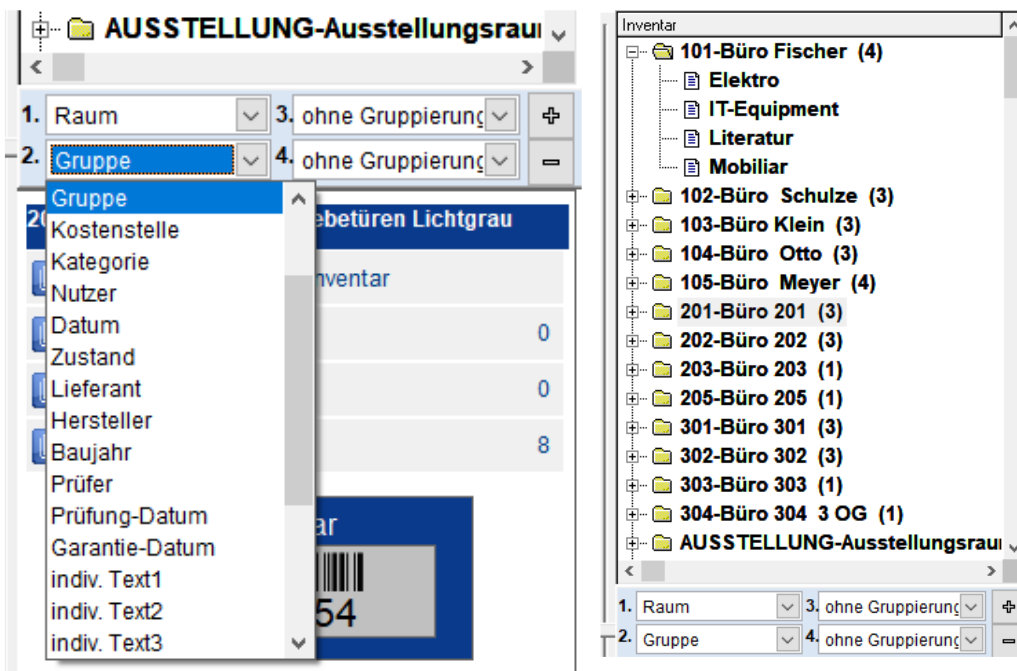 AUSSTELLUNG-Ausstellungsrau
1. Raum 3. ohne Gruppierung
2. Gruppe 4. ohne Gruppierung
Gruppe
Kostenstelle
Kategorie
Nutzer
Datum
Zustand
Lieferant
Hersteller
Baujahr
Prüfer
Prüfung-Datum
Garantie-Datum
indiv. Text1
indiv. Text2
indiv. Text3
20
ebetüren Lichtgrau
nventar
0
0
8
ar
54
Inventar
101-Büro Fischer (4)
Elektro
IT-Equipment
Literatur
Mobiliar
102-Büro Schulze (3)
103-Büro Klein (3)
104-Büro Otto (3)
105-Büro Meyer (4)
201-Büro 201 (3)
202-Büro 202 (3)
203-Büro 203 (1)
205-Büro 205 (1)
301-Büro 301 (3)
302-Büro 302 (3)
303-Büro 303 (1)
304-Büro 304 3 OG (1)
AUSSTELLUNG-Ausstellungsrau
1. Raum 3. ohne Gruppierung
2. Gruppe 4. ohne Gruppierung